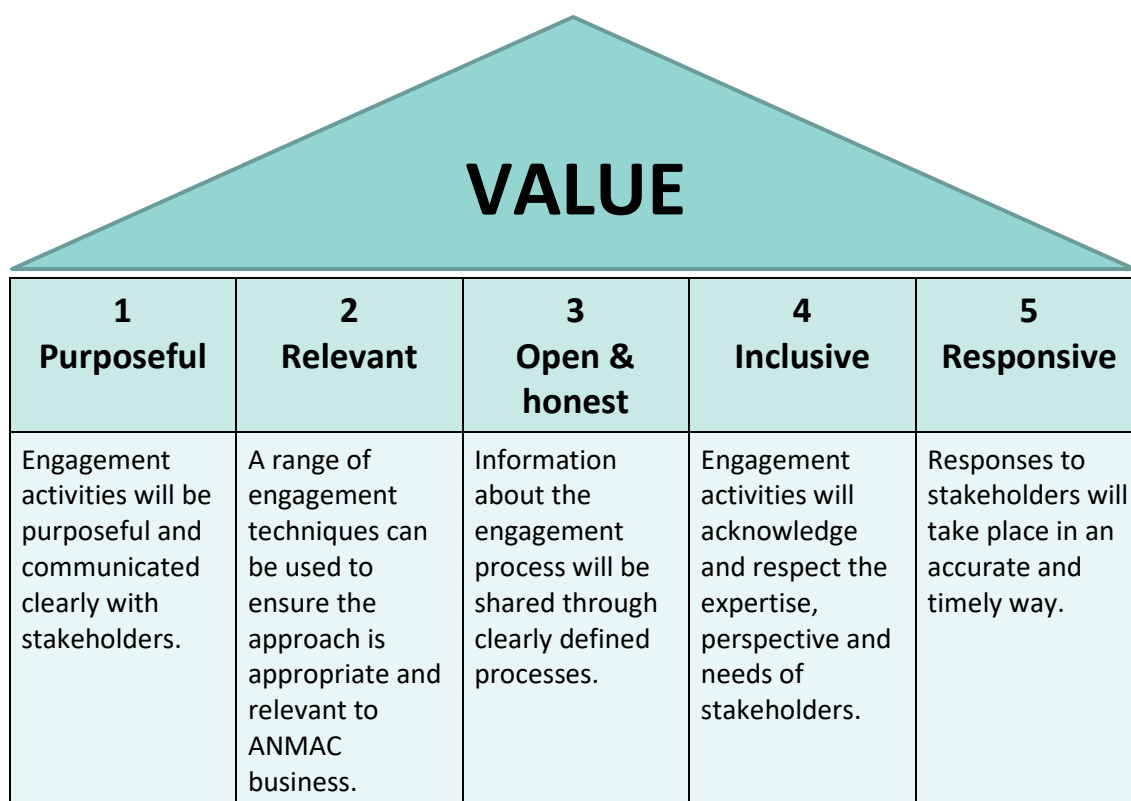 VALUE
1
Purposeful
2
Relevant
3
Open &
honest
4
Inclusive
5
Responsive
Engagement
activities will be
purposeful and
communicated
clearly with
stakeholders.
A range of
engagement
techniques can
be used to
ensure the
approach is
appropriate and
relevant to
ANMAC
business.
Information
about the
engagement
process will be
shared through
clearly defined
processes.
Engagement
activities will
acknowledge
and respect the
expertise,
perspective and
needs of
stakeholders.
Responses to
stakeholders will
take place in an
accurate and
timely way.